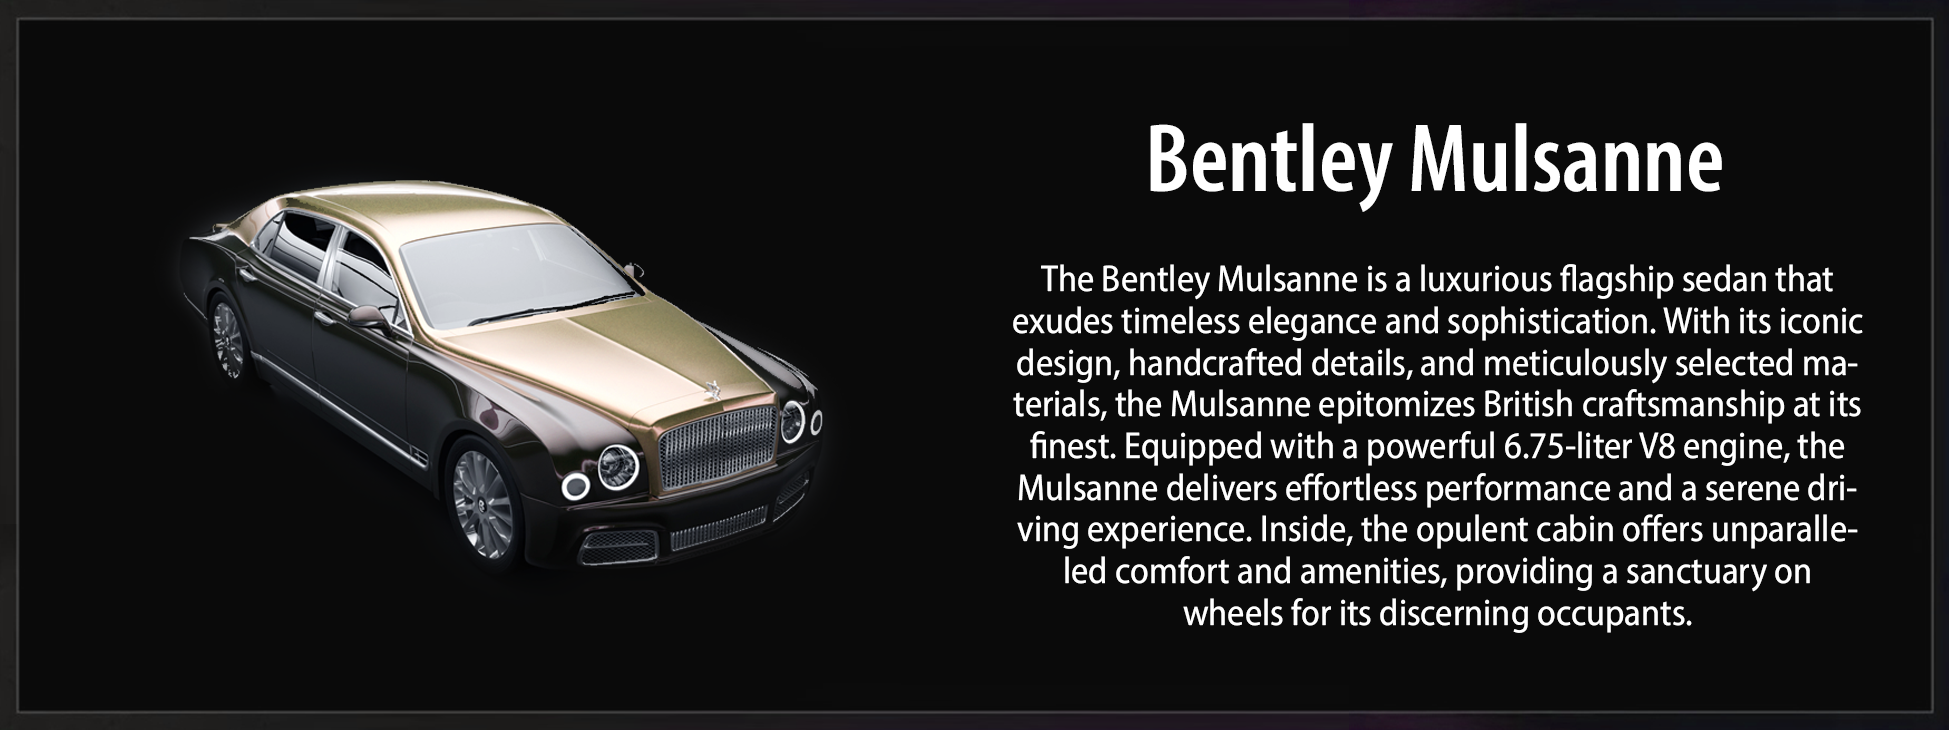 Bentley Mulsanne
The Bentley Mulsanne is a luxurious flagship sedan that
exudes timeless elegance and sophistication. With its iconic
design, handcrafted details, and meticulously selected ma-
terials, the Mulsanne epitomizes British craftsmanship at its
finest. Equipped with a powerful 6.75-liter V8 engine, the
Mulsanne delivers effortless performance and a serene dri-
ving experience. Inside, the opulent cabin offers unparalle-
led comfort and amenities, providing a sanctuary on
wheels for its discerning occupants.